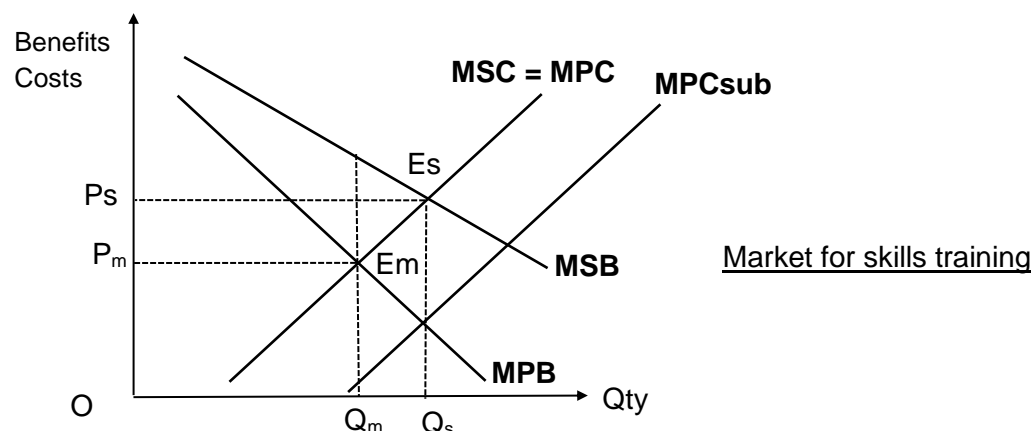 Benefits
Costs
MSC = MPC
MPCsub
Es
Ps
Pm
Em
MSB
Market for skills training
MPB
O
Qm
Qs
Qty